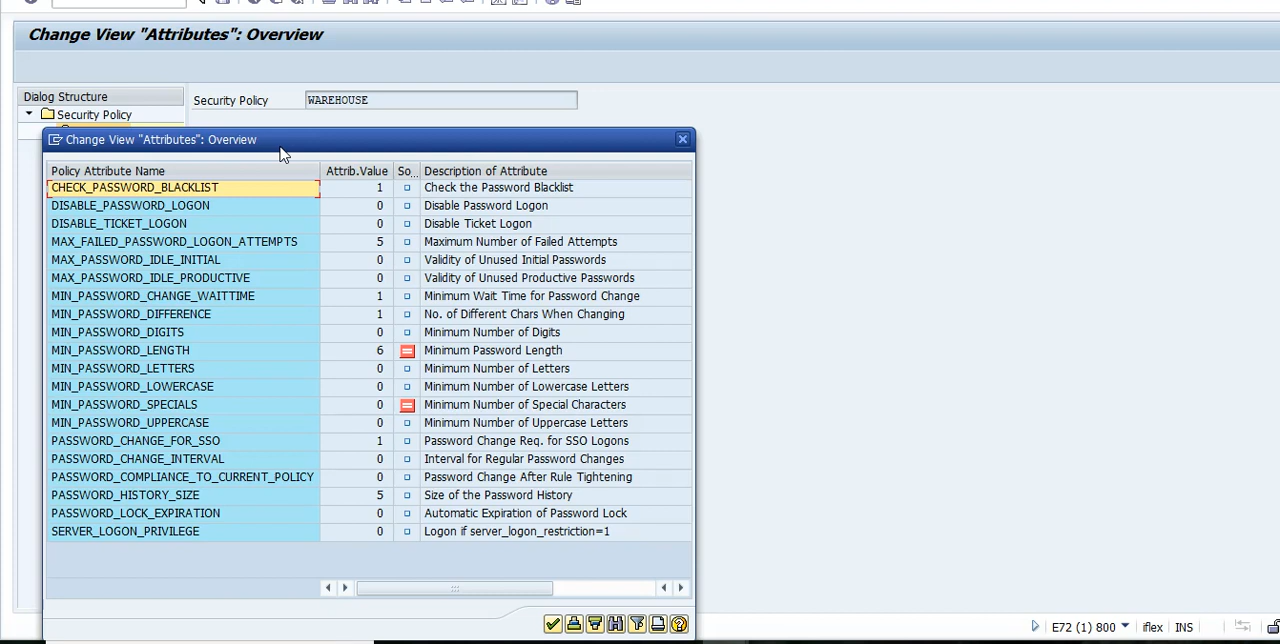 Change View "Attributes": Overview
Dialog Structure
Security Policy
Security Policy WAREHOUSE
Change View "Attributes": Overview
Policy Attribute Name Attrib.Value So... Description of Attribute
CHECK_PASSWORD_BLACKLIST 1 Check the Password Blacklist
DISABLE_PASSWORD_LOGON 0 Disable Password Logon
DISABLE_TICKET_LOGON 0 Disable Ticket Logon
MAX_FAILED_PASSWORD_LOGON_ATTEMPTS 5 Maximum Number of Failed Attempts
MAX_PASSWORD_IDLE_INITIAL 0 Validity of Unused Initial Passwords
MAX_PASSWORD_IDLE_PRODUCTIVE 0 Validity of Unused Productive Passwords
MIN_PASSWORD_CHANGE_WAITTIME 1 Minimum Wait Time for Password Change
MIN_PASSWORD_DIFFERENCE 1 No. of Different Chars When Changing
MIN_PASSWORD_DIGITS 0 Minimum Number of Digits
MIN_PASSWORD_LENGTH 6 Minimum Password Length
MIN_PASSWORD_LETTERS 0 Minimum Number of Letters
MIN_PASSWORD_LOWERCASE 0 Minimum Number of Lowercase Letters
MIN_PASSWORD_SPECIALS 0 Minimum Number of Special Characters
MIN_PASSWORD_UPPERCASE 0 Minimum Number of Uppercase Letters
PASSWORD_CHANGE_FOR_SSO 1 Password Change Req. for SSO Logons
PASSWORD_CHANGE_INTERVAL 0 Interval for Regular Password Changes
PASSWORD_COMPLIANCE_TO_CURRENT_POLICY 0 Password Change After Rule Tightening
PASSWORD_HISTORY_SIZE 5 Size of the Password History
PASSWORD_LOCK_EXPIRATION 0 Automatic Expiration of Password Lock
SERVER_LOGON_PRIVILEGE 0 Logon if server_logon_restriction=1
E72 (1) 800 iflex INS